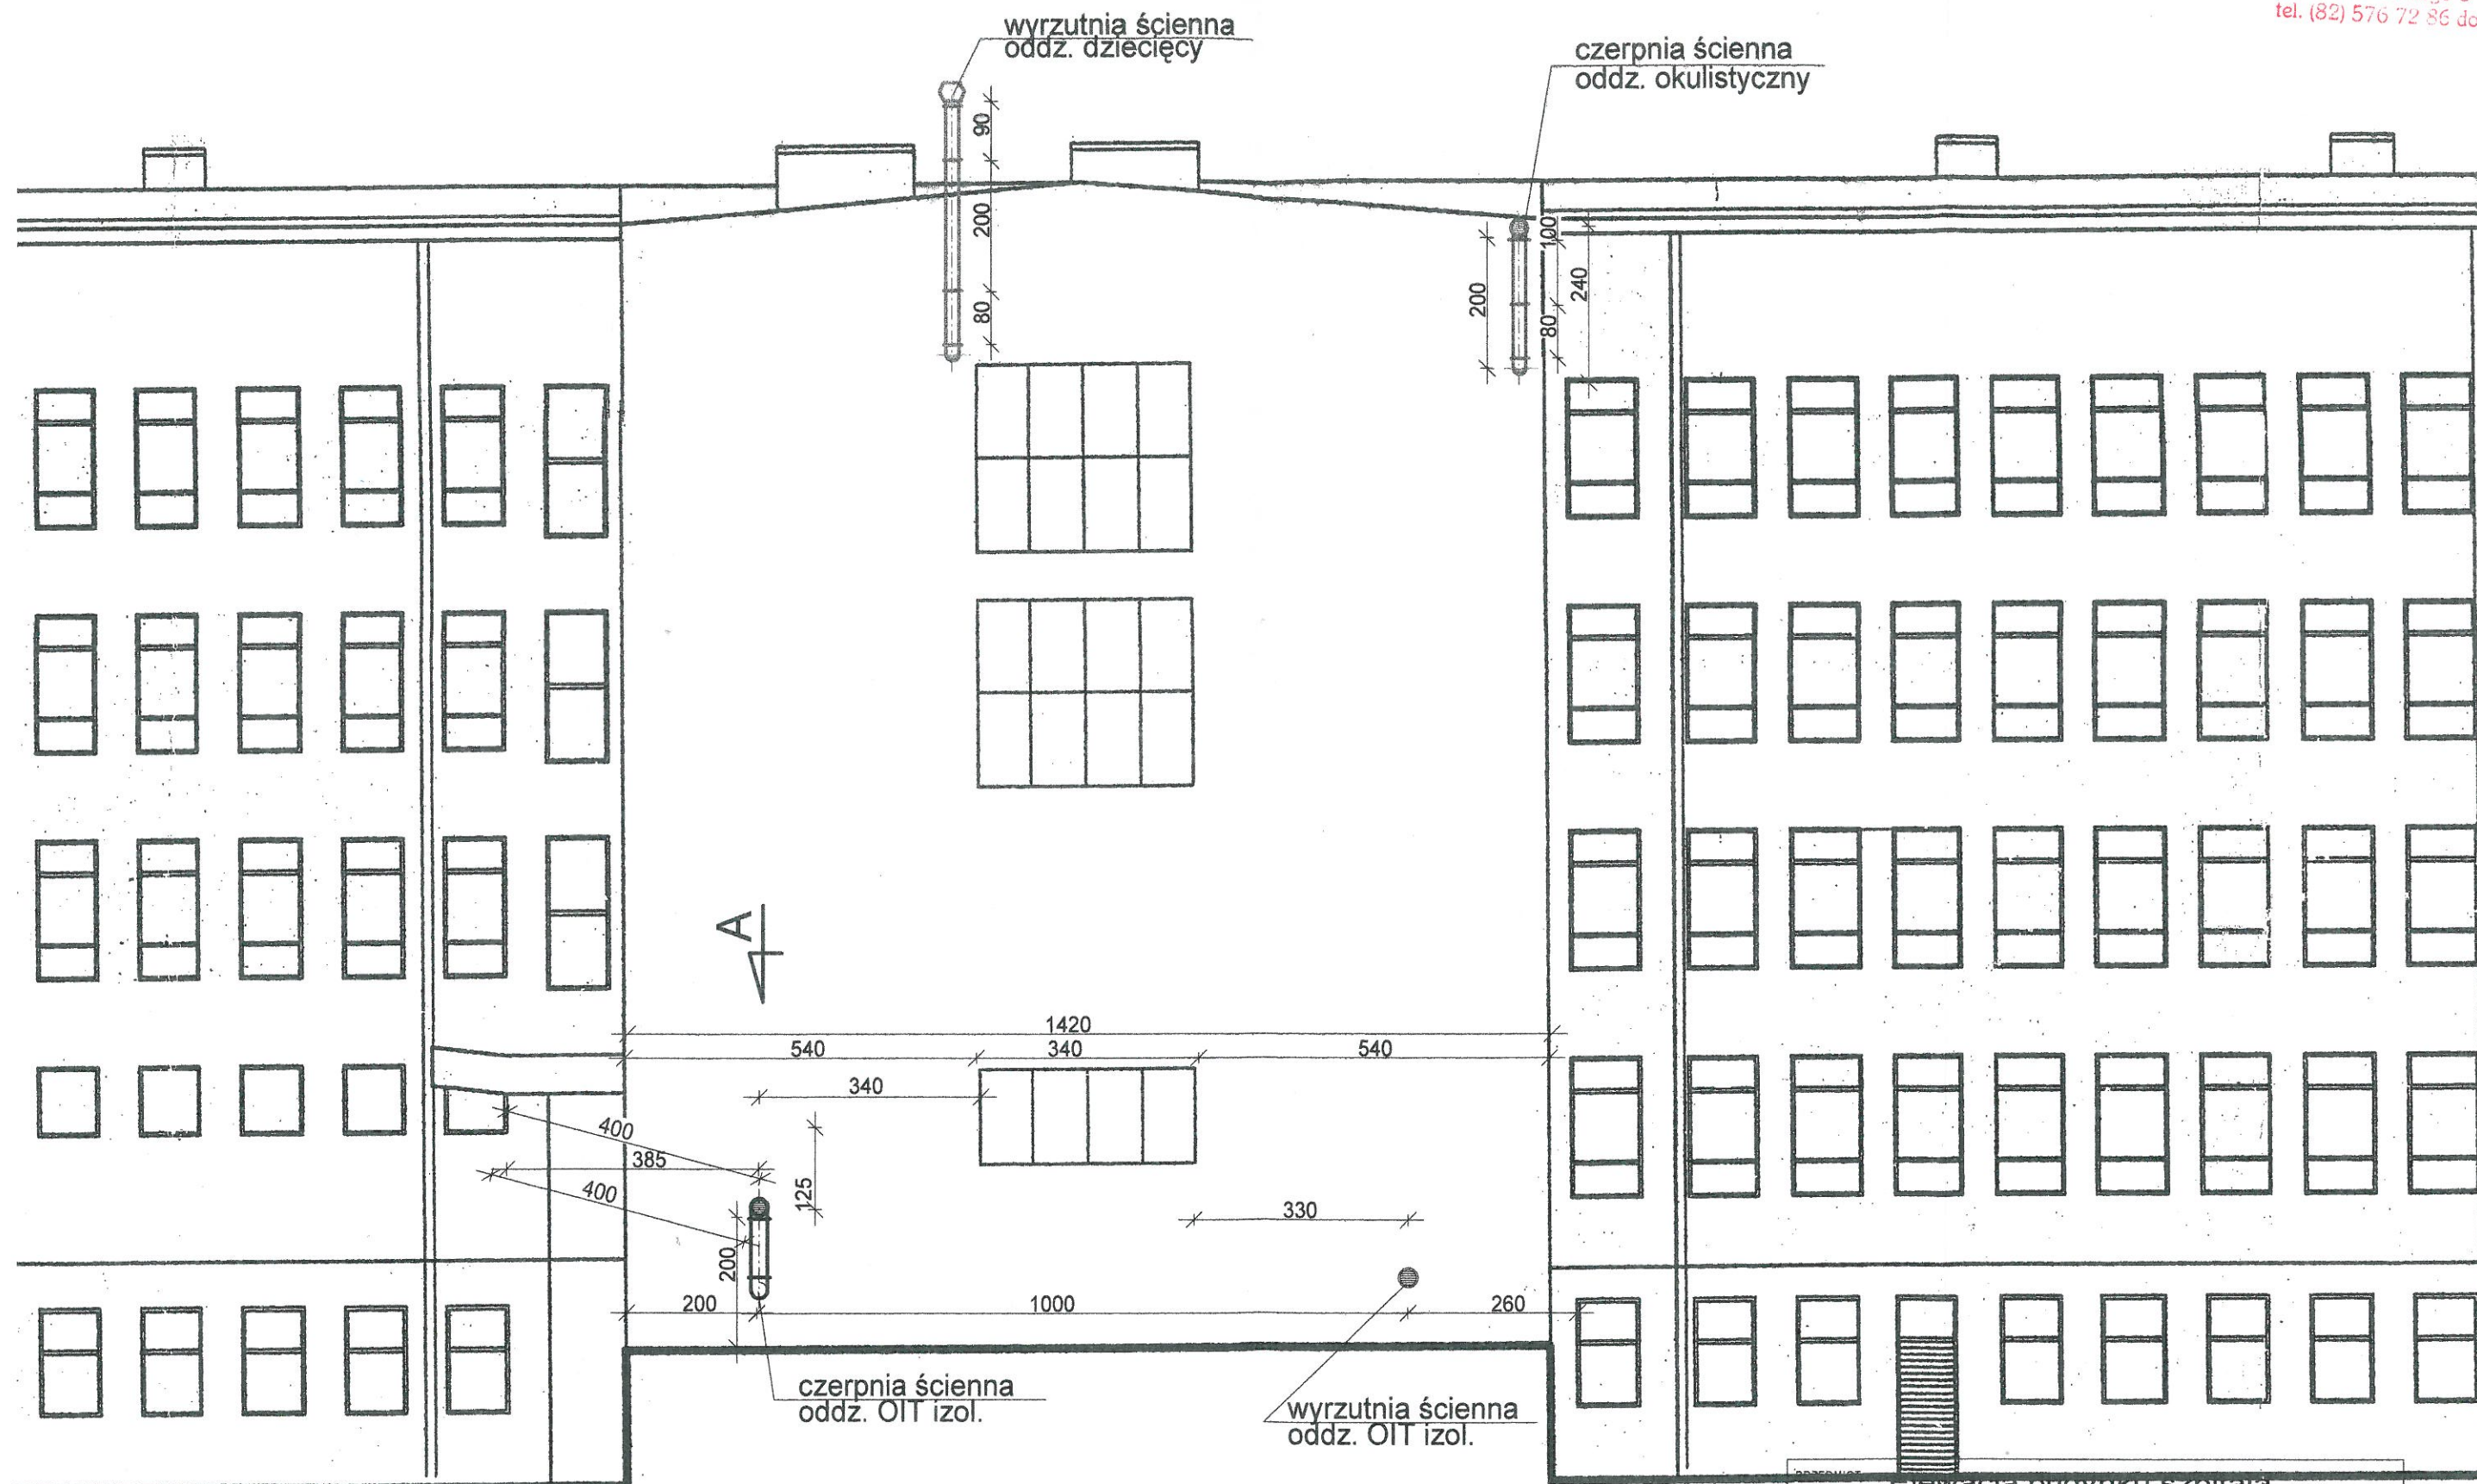 tel. (82) 576 72 86 do
wyrzutnia ścienna
oddz. dziecięcy
czerpnia ścienna
oddz. okulistyczny
90
200
80
100
200
240
80
A
1420
540
340
540
340
400
385
125
400
330
200
200
1000
260
czerpnia ścienna
oddz. OIT izol.
wyrzutnia ścienna
oddz. OIT izol.